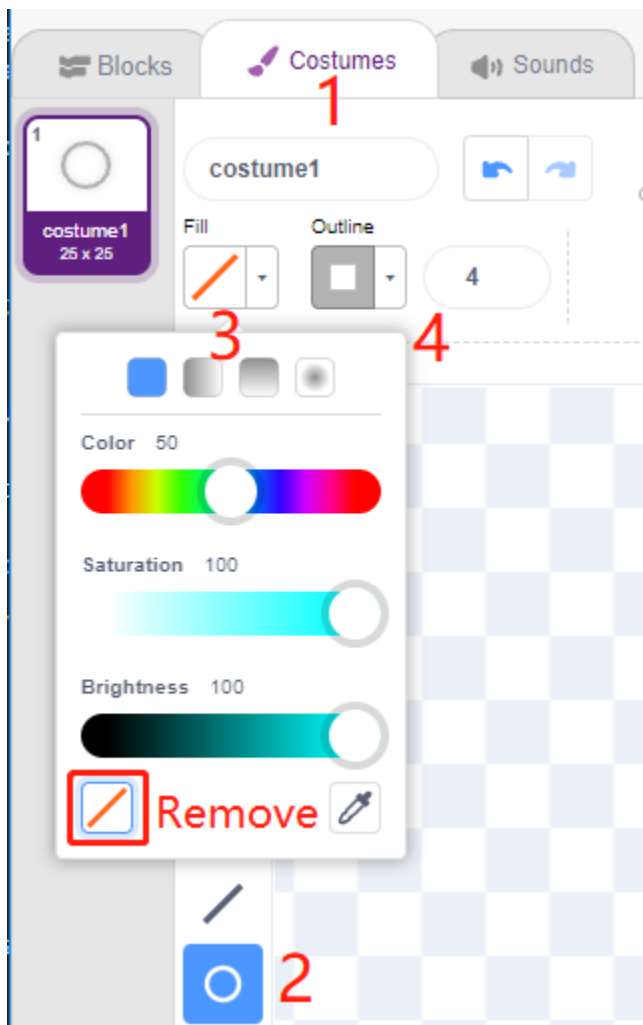 Blocks Costumes Sounds
1
1
costume1
costume1
25 x 25
Fill Outline
4
3
4
Color 50
Saturation 100
Brightness 100
Remove
2